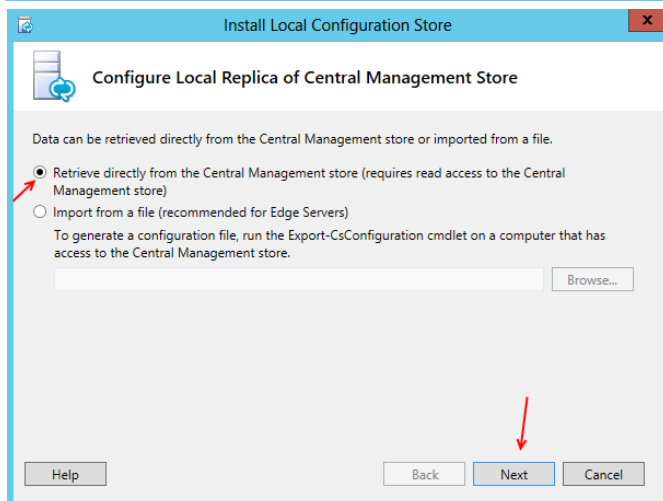 Install Local Configuration Store
x
Configure Local Replica of Central Management Store
Data can be retrieved directly from the Central Management store or imported from a file.
Retrieve directly from the Central Management store (requires read access to the Central
Management store)
Import from a file (recommended for Edge Servers)
To generate a configuration file, run the Export-CsConfiguration cmdlet on a computer that has
access to the Central Management store.
Browse...
Help
Back
Next
Cancel